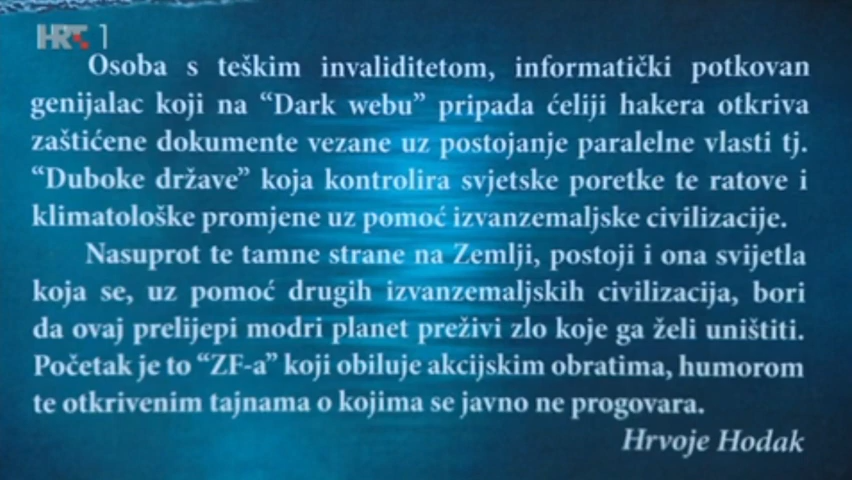 HRT 1
Osoba s teškim invaliditetom, informatički potkovan
genijalac koji na “Dark webu” pripada ćeliji hakera otkriva
zaštićene dokumente vezane uz postojanje paralelne vlasti tj.
“Duboke države” koja kontrolira svjetske poretke te ratove i
klimatološke promjene uz pomoć izvanzemaljske civilizacije.
Nasuprot te tamne strane na Zemlji, postoji i ona svijetla
koja se, uz pomoć drugih izvanzemaljskih civilizacija, bori
da ovaj prelijepi modri planet preživi zlo koje ga želi uništiti.
Početak je to “ZF-a” koji obiluje akcijskim obratima, humorom
te otkrivenim tajnama o kojima se javno ne progovara.
Hrvoje Hodak